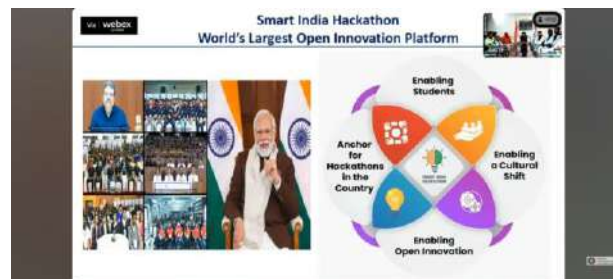 Via webex
Smart India Hackathon
World's Largest Open Innovation Platform
Enabling
Students
Anchor
for
Hackathons
in the
Country
Enabling
a Cultural
Shift
Enabling
Open Innovation